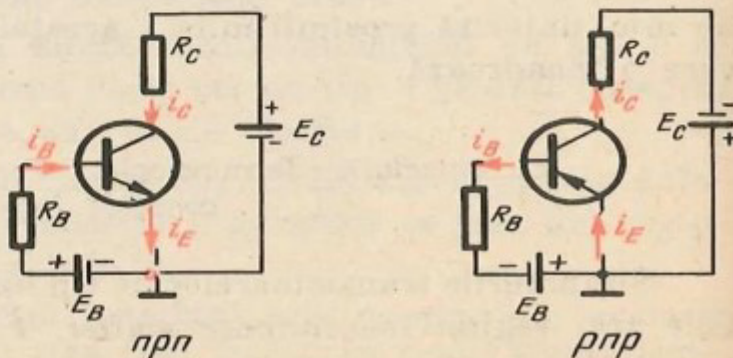 R_C
i_C
+
-
E_C
i_B
R_B
i_E
+
-
E_B
npn
R_C
i_C
-
+
E_C
i_B
R_B
i_E
-
+
E_B
pnp